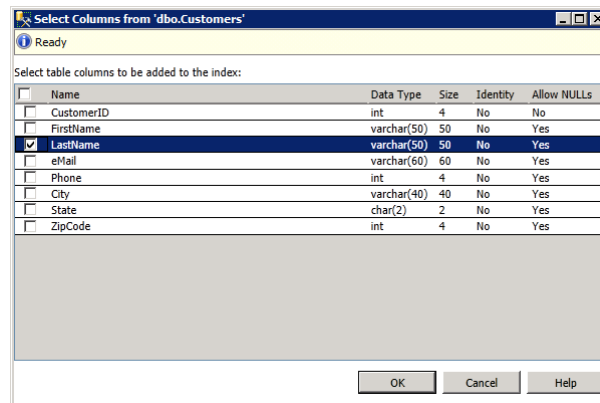 Select Columns from 'dbo.Customers'
Ready
Select table columns to be added to the index:
Name Data Type Size Identity Allow NULLs
CustomerID int 4 No No
FirstName varchar(50) 50 No Yes
LastName varchar(50) 50 No Yes
eMail varchar(60) 60 No Yes
Phone int 4 No Yes
City varchar(40) 40 No Yes
State char(2) 2 No Yes
ZipCode int 4 No Yes
OK Cancel Help